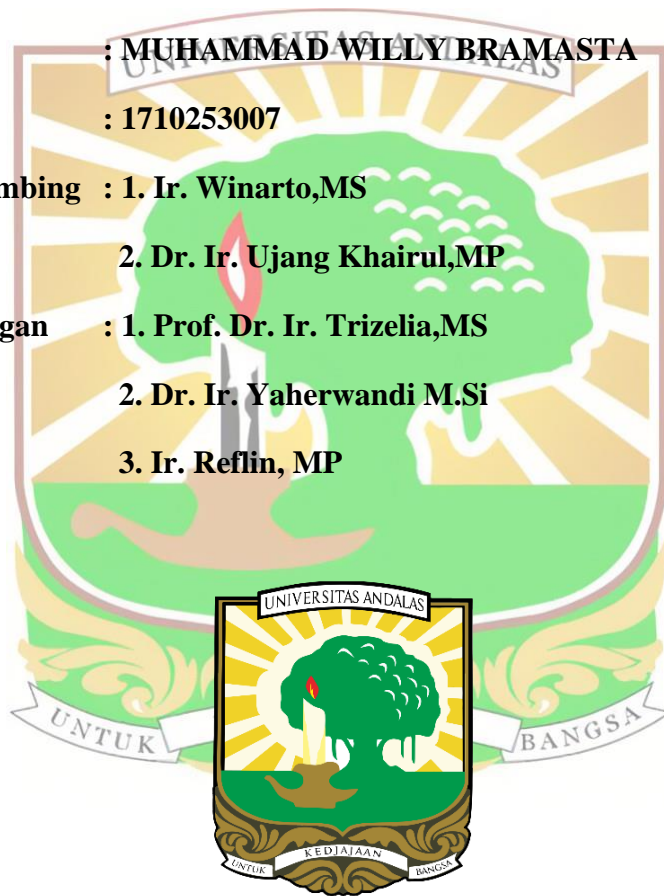 UNIVERSITAS ANDALAS
: MUHAMMAD WILLY BRAMASTA
: 1710253007
mbing : 1. Ir. Winarto,MS
2. Dr. Ir. Ujang Khairul,MP
gan : 1. Prof. Dr. Ir. Trizelia,MS
2. Dr. Ir. Yaherwandi M.Si
3. Ir. Reflin, MP
UNTUK BANGSA
UNIVERSITAS ANDALAS
UNTUK KEDJAJAAN BANGSA